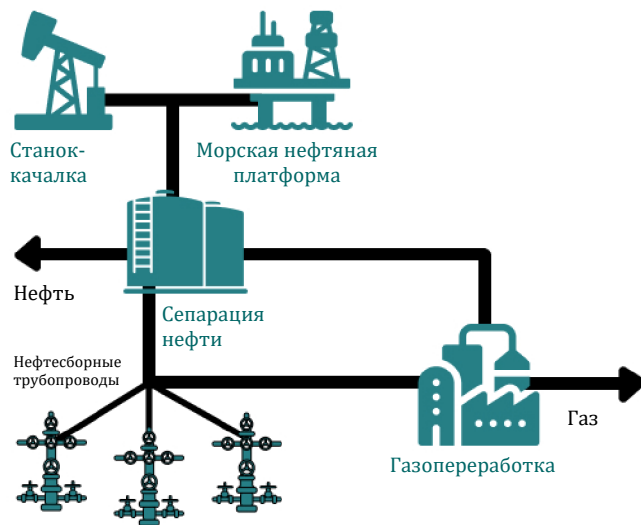 Станок-
качалка
Морская нефтяная
платформа
Нефть
Сепарация
нефти
Нефтесборные
трубопроводы
Газ
Газопереработка